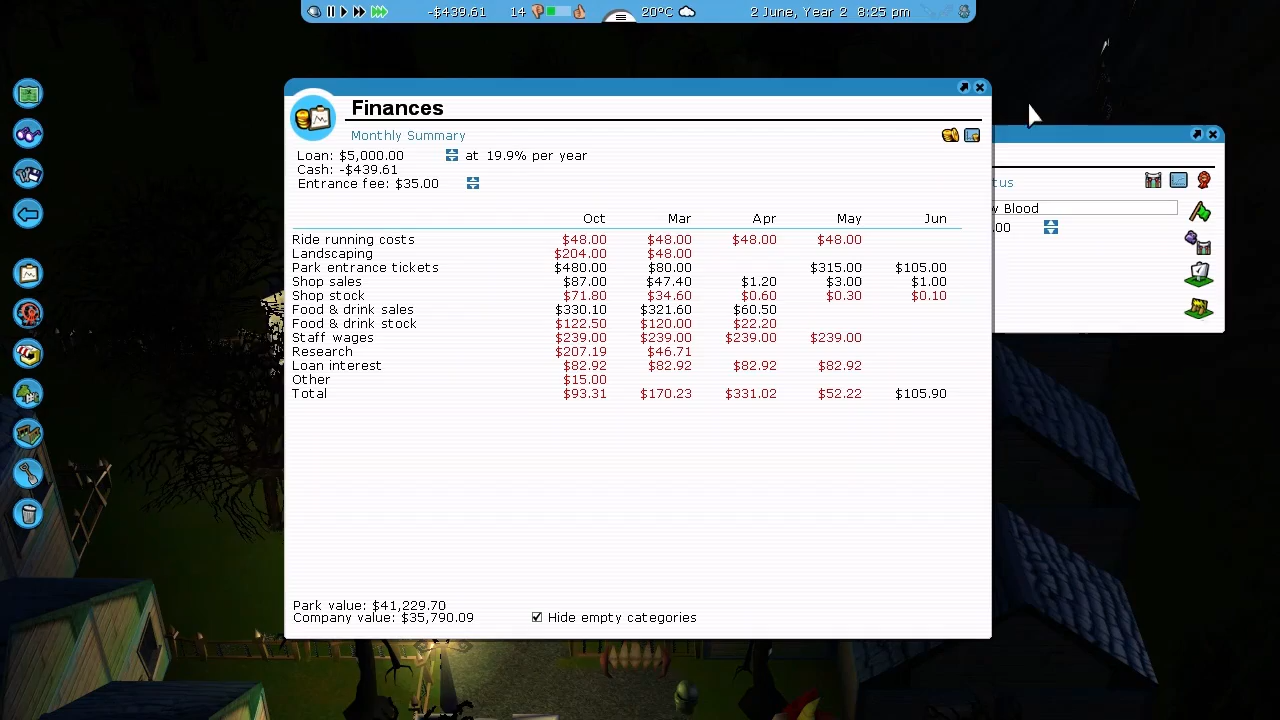 -$439.61 14 20ºC 2 June, Year 2 8:25 pm
Finances
Monthly Summary
Loan: $5,000.00 at 19.9% per year
Cash: -$439.61
Entrance fee: $35.00
Oct Mar Apr May Jun
Ride running costs $48.00 $48.00 $48.00 $48.00
Landscaping $204.00 $48.00
Park entrance tickets $480.00 $80.00 $315.00 $105.00
Shop sales $87.00 $47.40 $1.20 $3.00 $1.00
Shop stock $71.80 $34.60 $0.60 $0.30 $0.10
Food & drink sales $330.10 $321.60 $60.50
Food & drink stock $122.50 $120.00 $22.20
Staff wages $239.00 $239.00 $239.00 $239.00
Research $207.19 $46.71
Loan interest $82.92 $82.92 $82.92 $82.92
Other $15.00
Total $93.31 $170.23 $331.02 $52.22 $105.90
Park value: $41,229.70
Company value: $35,790.09
Hide empty categories
tus
w Blood
.00